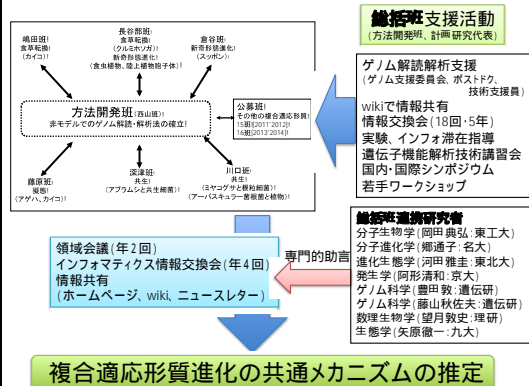 嶋田班!
食草転換!
(カイコ)!
長谷部班!
食草転換!
(クルミホソガ)!
新奇形態進化!
(食虫植物、陸上植物胞子体)!
倉谷班!
新奇形態進化!
(スッポン)!
方法開発班(西山班)!
非モデルでのゲノム解読・解析法の確立!
公募班!
その他の複合適応形質!
15班[2011'2012]!
16班[2013'2014]!
藤原班!
擬態!
(アゲハ、カイコ)!
深津班!
共生!
(アブラムシと共生細菌)!
川口班!
共生!
(ミヤコグサと根粒細菌)!
(アーバスキュラー菌根菌と植物)!
総括班支援活動
(方法開発班、計画研究代表)
ゲノム解読解析支援
(ゲノム支援委員会、ポストドク、
技術支援員)
wikiで情報共有
情報交換会(18回・5年)
実験、インフォ滞在指導
遺伝子機能解析技術講習会
国内・国際シンポジウム
若手ワークショップ
総括班連携研究者
分子生物学(岡田典弘:東工大)
分子進化学(郷通子:名大)
進化生態学(河田雅圭:東北大)
発生学(阿形清和:京大)
ゲノム科学(豊田敦:遺伝研)
ゲノム科学(藤山秋佐夫:遺伝研)
数理生物学(望月敦史:理研)
生態学(矢原徹一:九大)
専門的助言
領域会議(年2回)
インフォマティクス情報交換会(年4回)
情報共有
(ホームページ、wiki、ニュースレター)
複合適応形質進化の共通メカニズムの推定